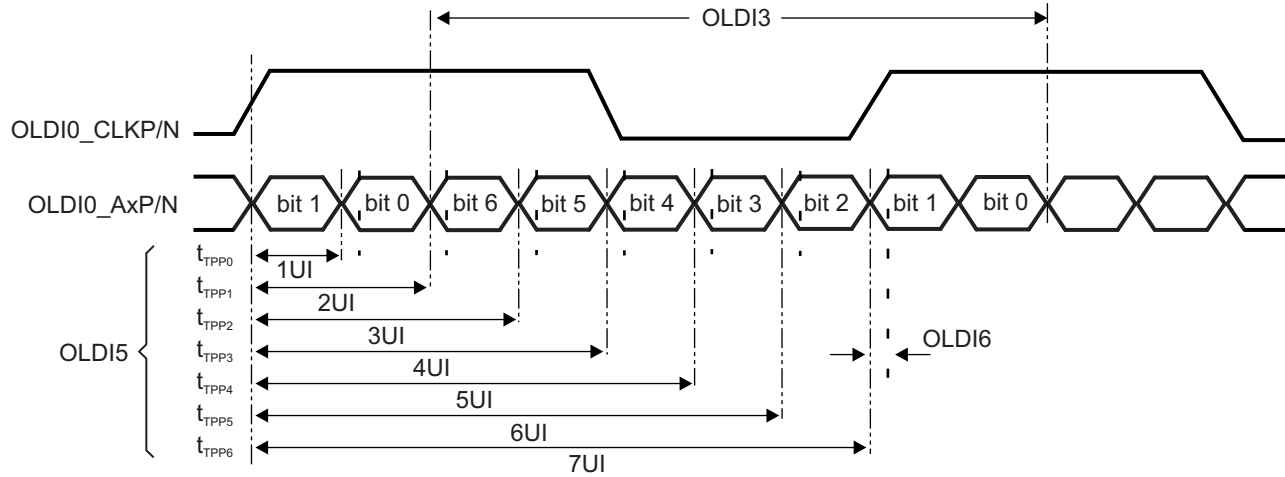 OLDI3
OLDI0_CLKP/N
OLDI0_AxP/N
bit 1 bit 0 bit 6 bit 5 bit 4 bit 3 bit 2 bit 1 bit 0
tTPP0
1UI
tTPP1
2UI
tTPP2
3UI
OLDI5
tTPP3
OLDI6
4UI
tTPP4
5UI
tTPP5
6UI
tTPP6
7UI